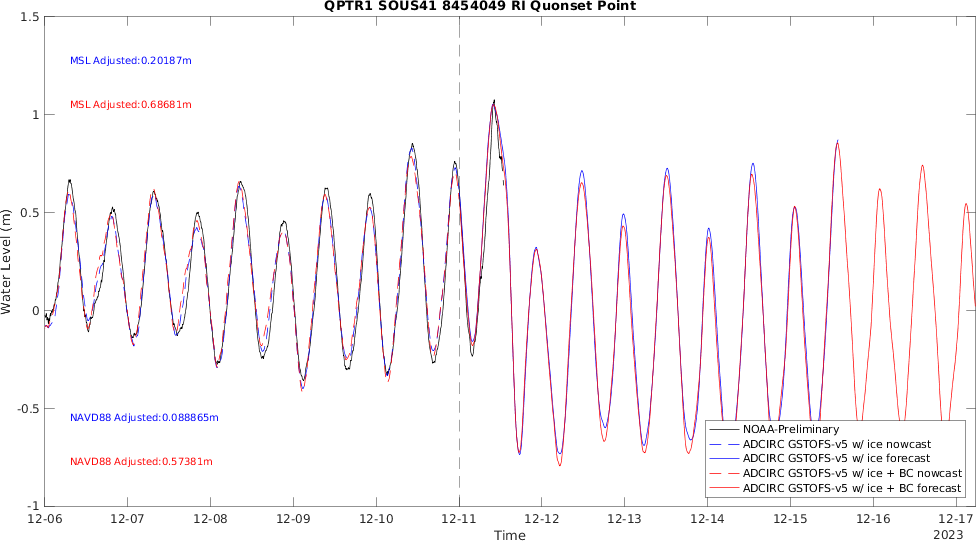 QPTR1 SOUS41 8454049 RI Quonset Point
1.5
1
0.5
0
-0.5
-1
Water Level (m)
MSL Adjusted:0.20187m
MSL Adjusted:0.68681m
NAVD88 Adjusted:0.088865m
NAVD88 Adjusted:0.57381m
NOAA-Preliminary
ADCIRC GSTOFS-v5 w/ ice nowcast
ADCIRC GSTOFS-v5 w/ ice forecast
ADCIRC GSTOFS-v5 w/ ice + BC nowcast
ADCIRC GSTOFS-v5 w/ ice + BC forecast
12-06 12-07 12-08 12-09 12-10 12-11 12-12 12-13 12-14 12-15 12-16 12-17
Time
2023